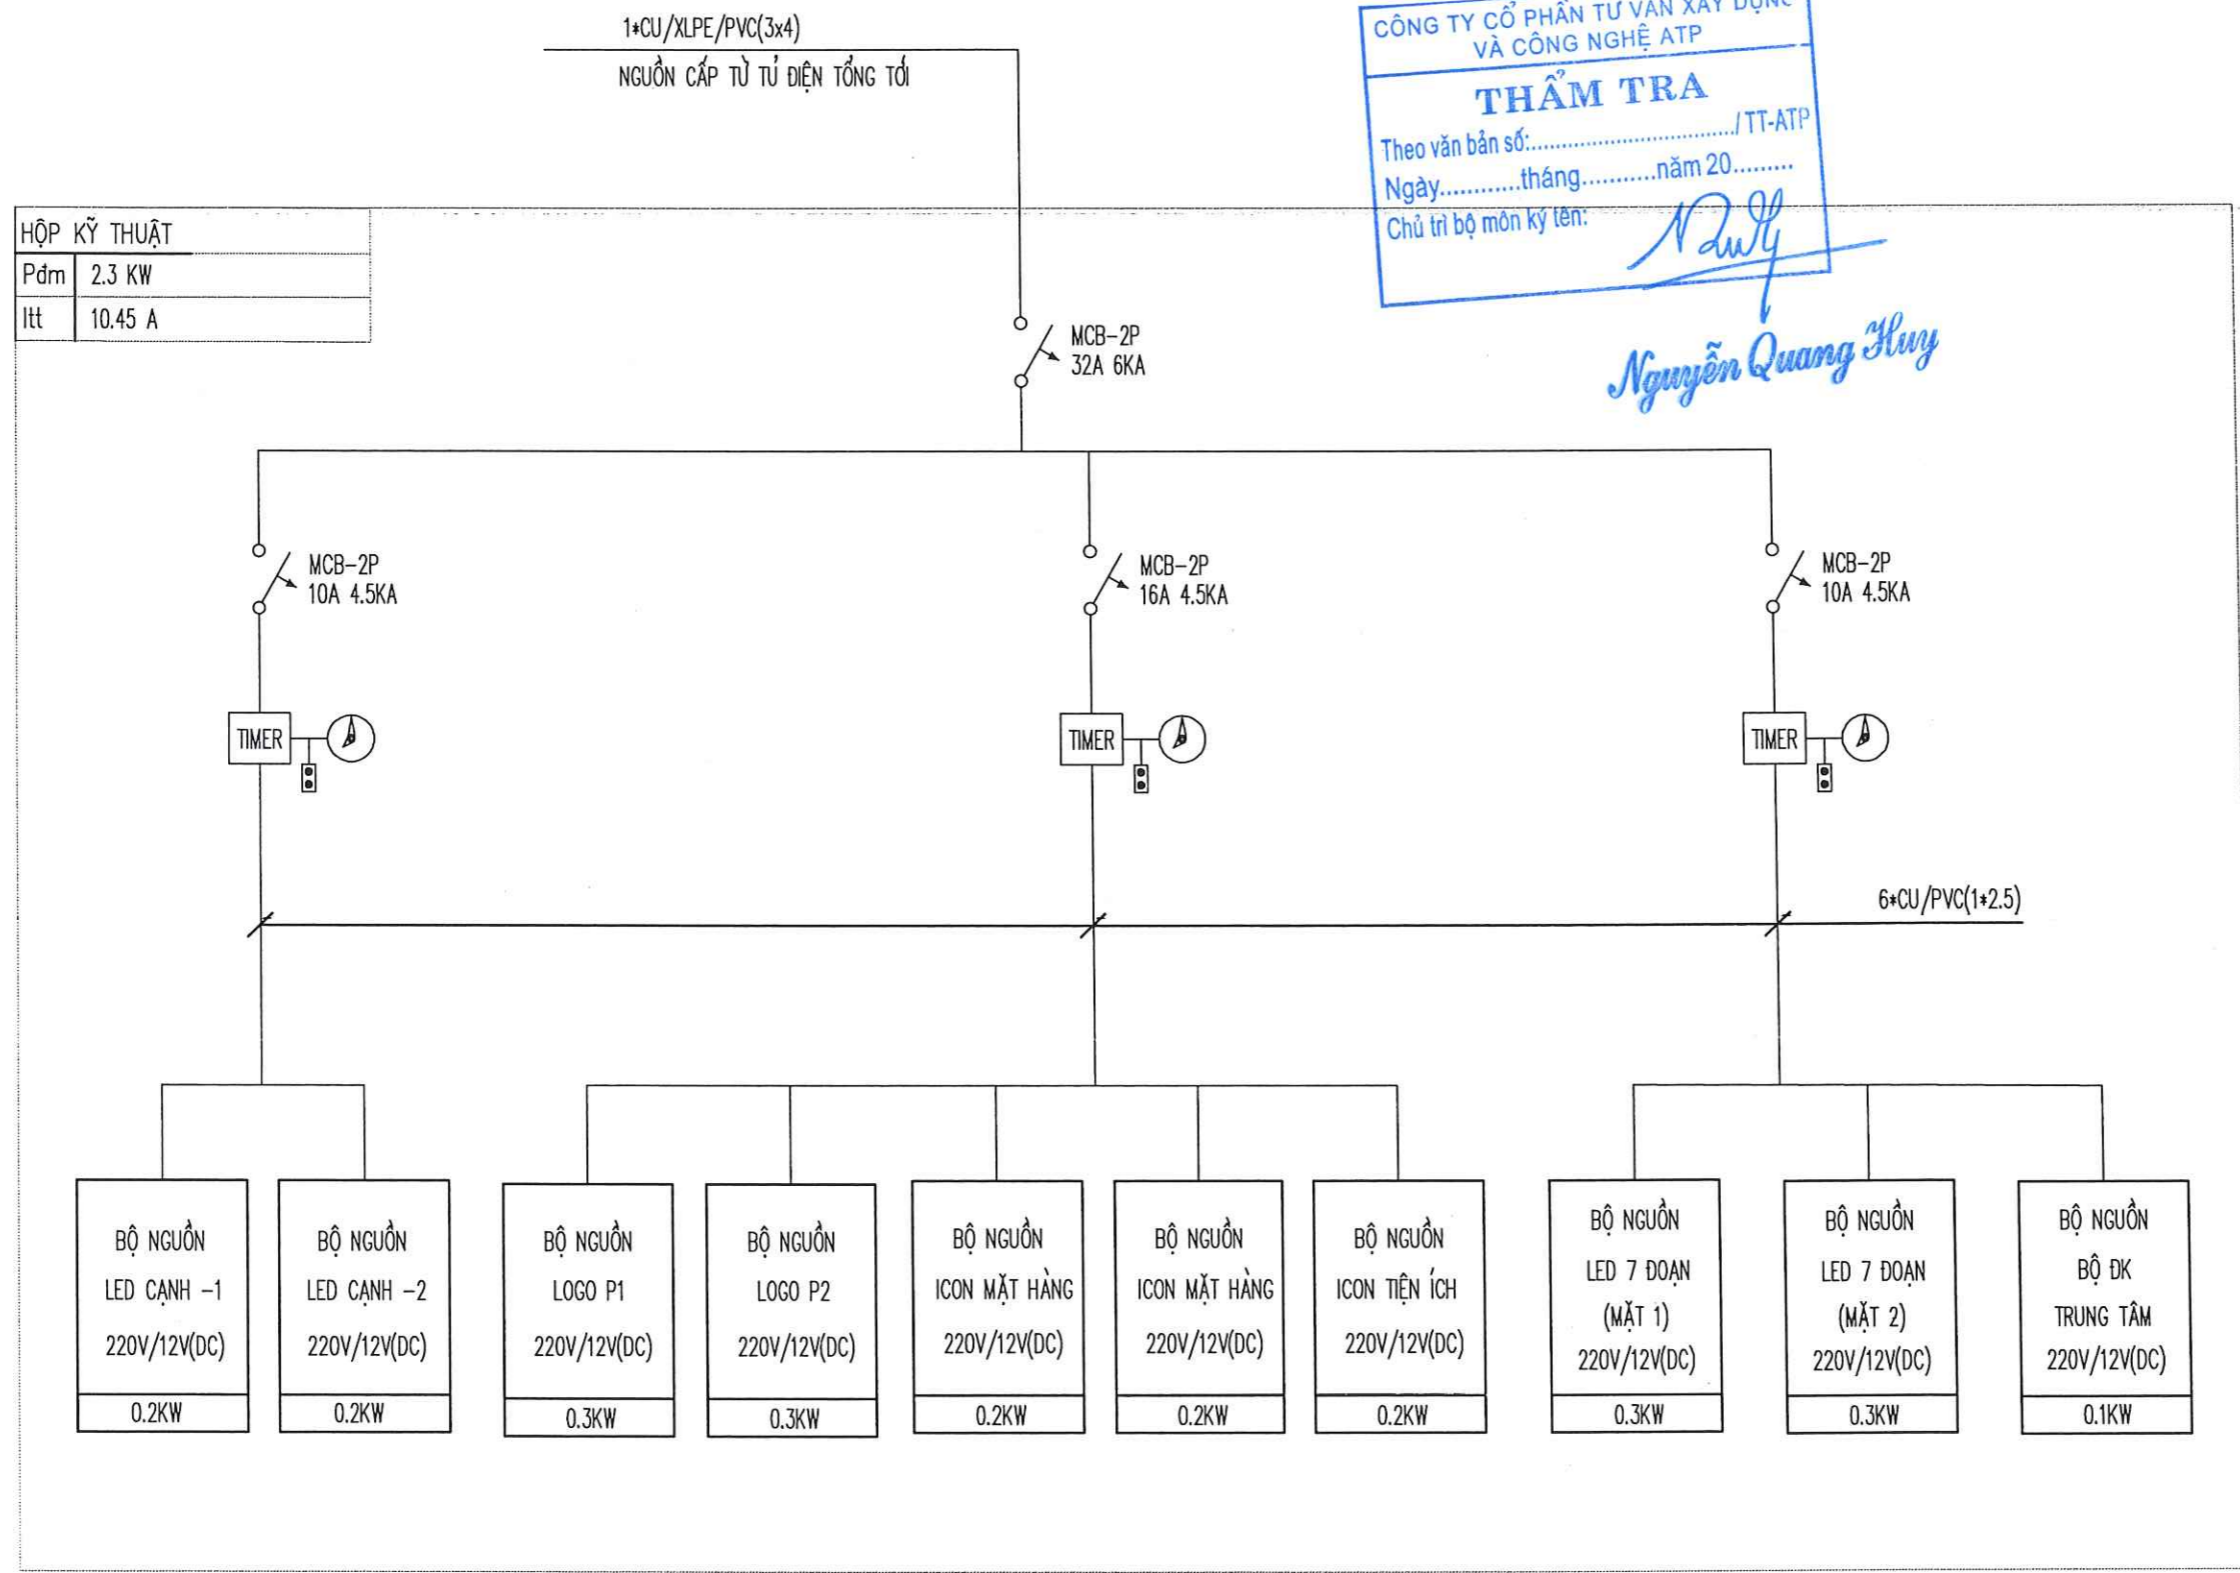 1*CU/XLPE/PVC(3x4)
NGUỒN CẤP TỪ TỦ ĐIỆN TỔNG TỚI
CÔNG TY CỔ PHẦN TƯ VẤN XÂY DỰNG
VÀ CÔNG NGHỆ ATP
THẨM TRA
Theo văn bản số:................................/ TT-ATP
Ngày............tháng...........năm 20.........
Chủ trì bộ môn ký tên:
Nguyễn Quang Huy
HỘP KỸ THUẬT
Pđm 2.3 KW
Itt 10.45 A
MCB-2P
32A 6KA
MCB-2P
10A 4.5KA
MCB-2P
16A 4.5KA
MCB-2P
10A 4.5KA
TIMER
TIMER
TIMER
6*CU/PVC(1*2.5)
BỘ NGUỒN
LED CẠNH -1
220V/12V(DC)
0.2KW
BỘ NGUỒN
LED CẠNH -2
220V/12V(DC)
0.2KW
BỘ NGUỒN
LOGO P1
220V/12V(DC)
0.3KW
BỘ NGUỒN
LOGO P2
220V/12V(DC)
0.3KW
BỘ NGUỒN
ICON MẶT HÀNG
220V/12V(DC)
0.2KW
BỘ NGUỒN
ICON MẶT HÀNG
220V/12V(DC)
0.2KW
BỘ NGUỒN
ICON TIỆN ÍCH
220V/12V(DC)
0.2KW
BỘ NGUỒN
LED 7 ĐOẠN
(MẶT 1)
220V/12V(DC)
0.3KW
BỘ NGUỒN
LED 7 ĐOẠN
(MẶT 2)
220V/12V(DC)
0.3KW
BỘ NGUỒN
BỘ ĐK
TRUNG TÂM
220V/12V(DC)
0.1KW